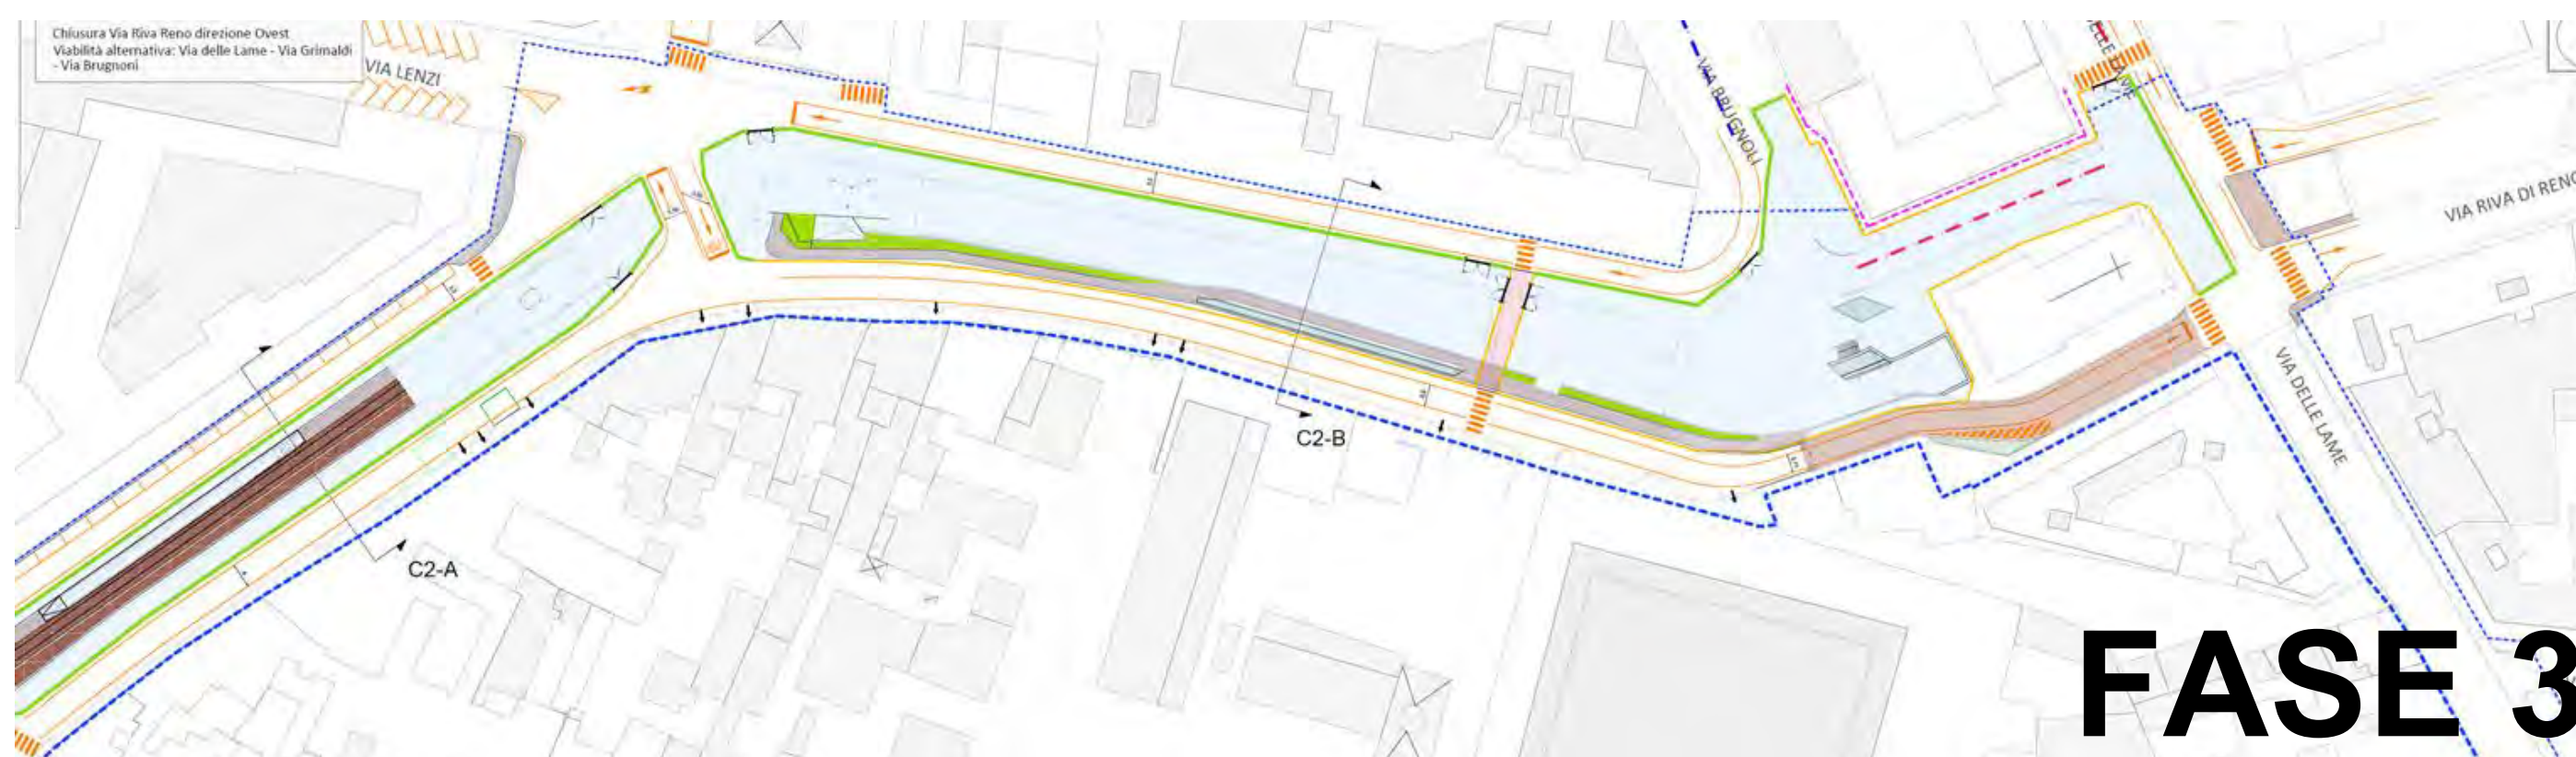 Chiusura Via Riva Reno direzione Ovest
Viabilità alternativa: Via delle Lame - Via Grimaldi
- Via Brugnoni
VIA LENZI
VIA BRUGNOLI
VIA RIVA DI RENO
VIA DELLE LAME
C2-B
C2-A
FASE 3